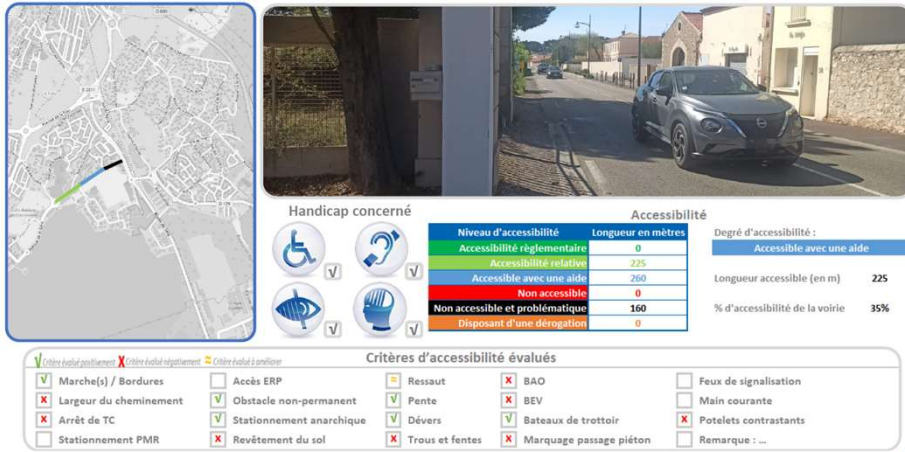 Handicap concerné
Accessibilité
Niveau d'accessibilité Longueur en mètres
Accessibilité règlementaire 0
Accessibilité relative 225
Accessible avec une aide 260
Non accessible 0
Non accessible et problématique 160
Disposant d'une dérogation 0
Degré d'accessibilité :
Accessible avec une aide
Longueur accessible (en m) 225
% d'accessibilité de la voirie 35%
√ Critère évalué positivement X Critère évalué négativement ≈ Critère évalué à améliorer
Critères d'accessibilité évalués
√ Marche(s) / Bordures
Accès ERP
≈ Ressaut
x BAO
Feux de signalisation
x Largeur du cheminement
√ Obstacle non-permanent
√ Pente
x BEV
Main courante
x Arrêt de TC
√ Stationnement anarchique
√ Dévers
√ Bateaux de trottoir
x Potelets contrastants
Stationnement PMR
x Revêtement du sol
x Trous et fentes
x Marquage passage piéton
Remarque : ...